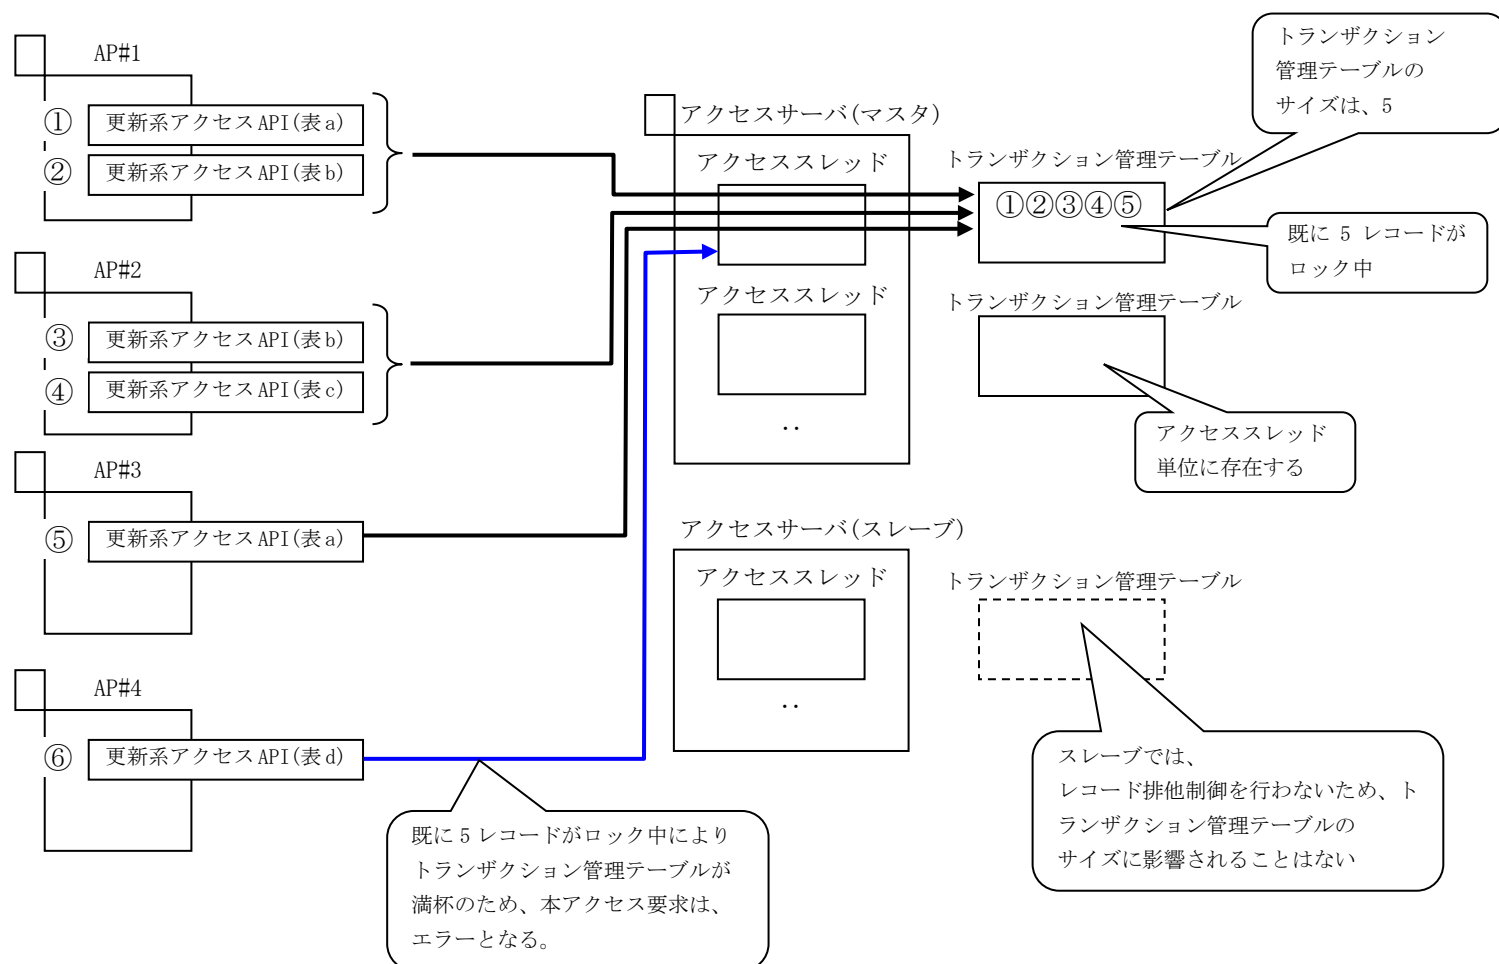 AP#1
①
更新系アクセスAPI(表a)
②
更新系アクセスAPI(表b)
AP#2
③
更新系アクセスAPI(表b)
④
更新系アクセスAPI(表c)
AP#3
⑤
更新系アクセスAPI(表a)
AP#4
⑥
更新系アクセスAPI(表d)
既に5レコードがロック中により
トランザクション管理テーブルが
満杯のため、本アクセス要求は、
エラーとなる。
アクセスサーバ(マスタ)
アクセススレッド
アクセススレッド
..
アクセスサーバ(スレーブ)
アクセススレッド
..
トランザクション
管理テーブルの
サイズは、5
トランザクション管理テーブル
①②③④⑤
既に 5 レコードが
ロック中
トランザクション管理テーブル
アクセススレッド
単位に存在する
トランザクション管理テーブル
スレーブでは、
レコード排他制御を行わないため、ト
ランザクション管理テーブルの
サイズに影響されることはない